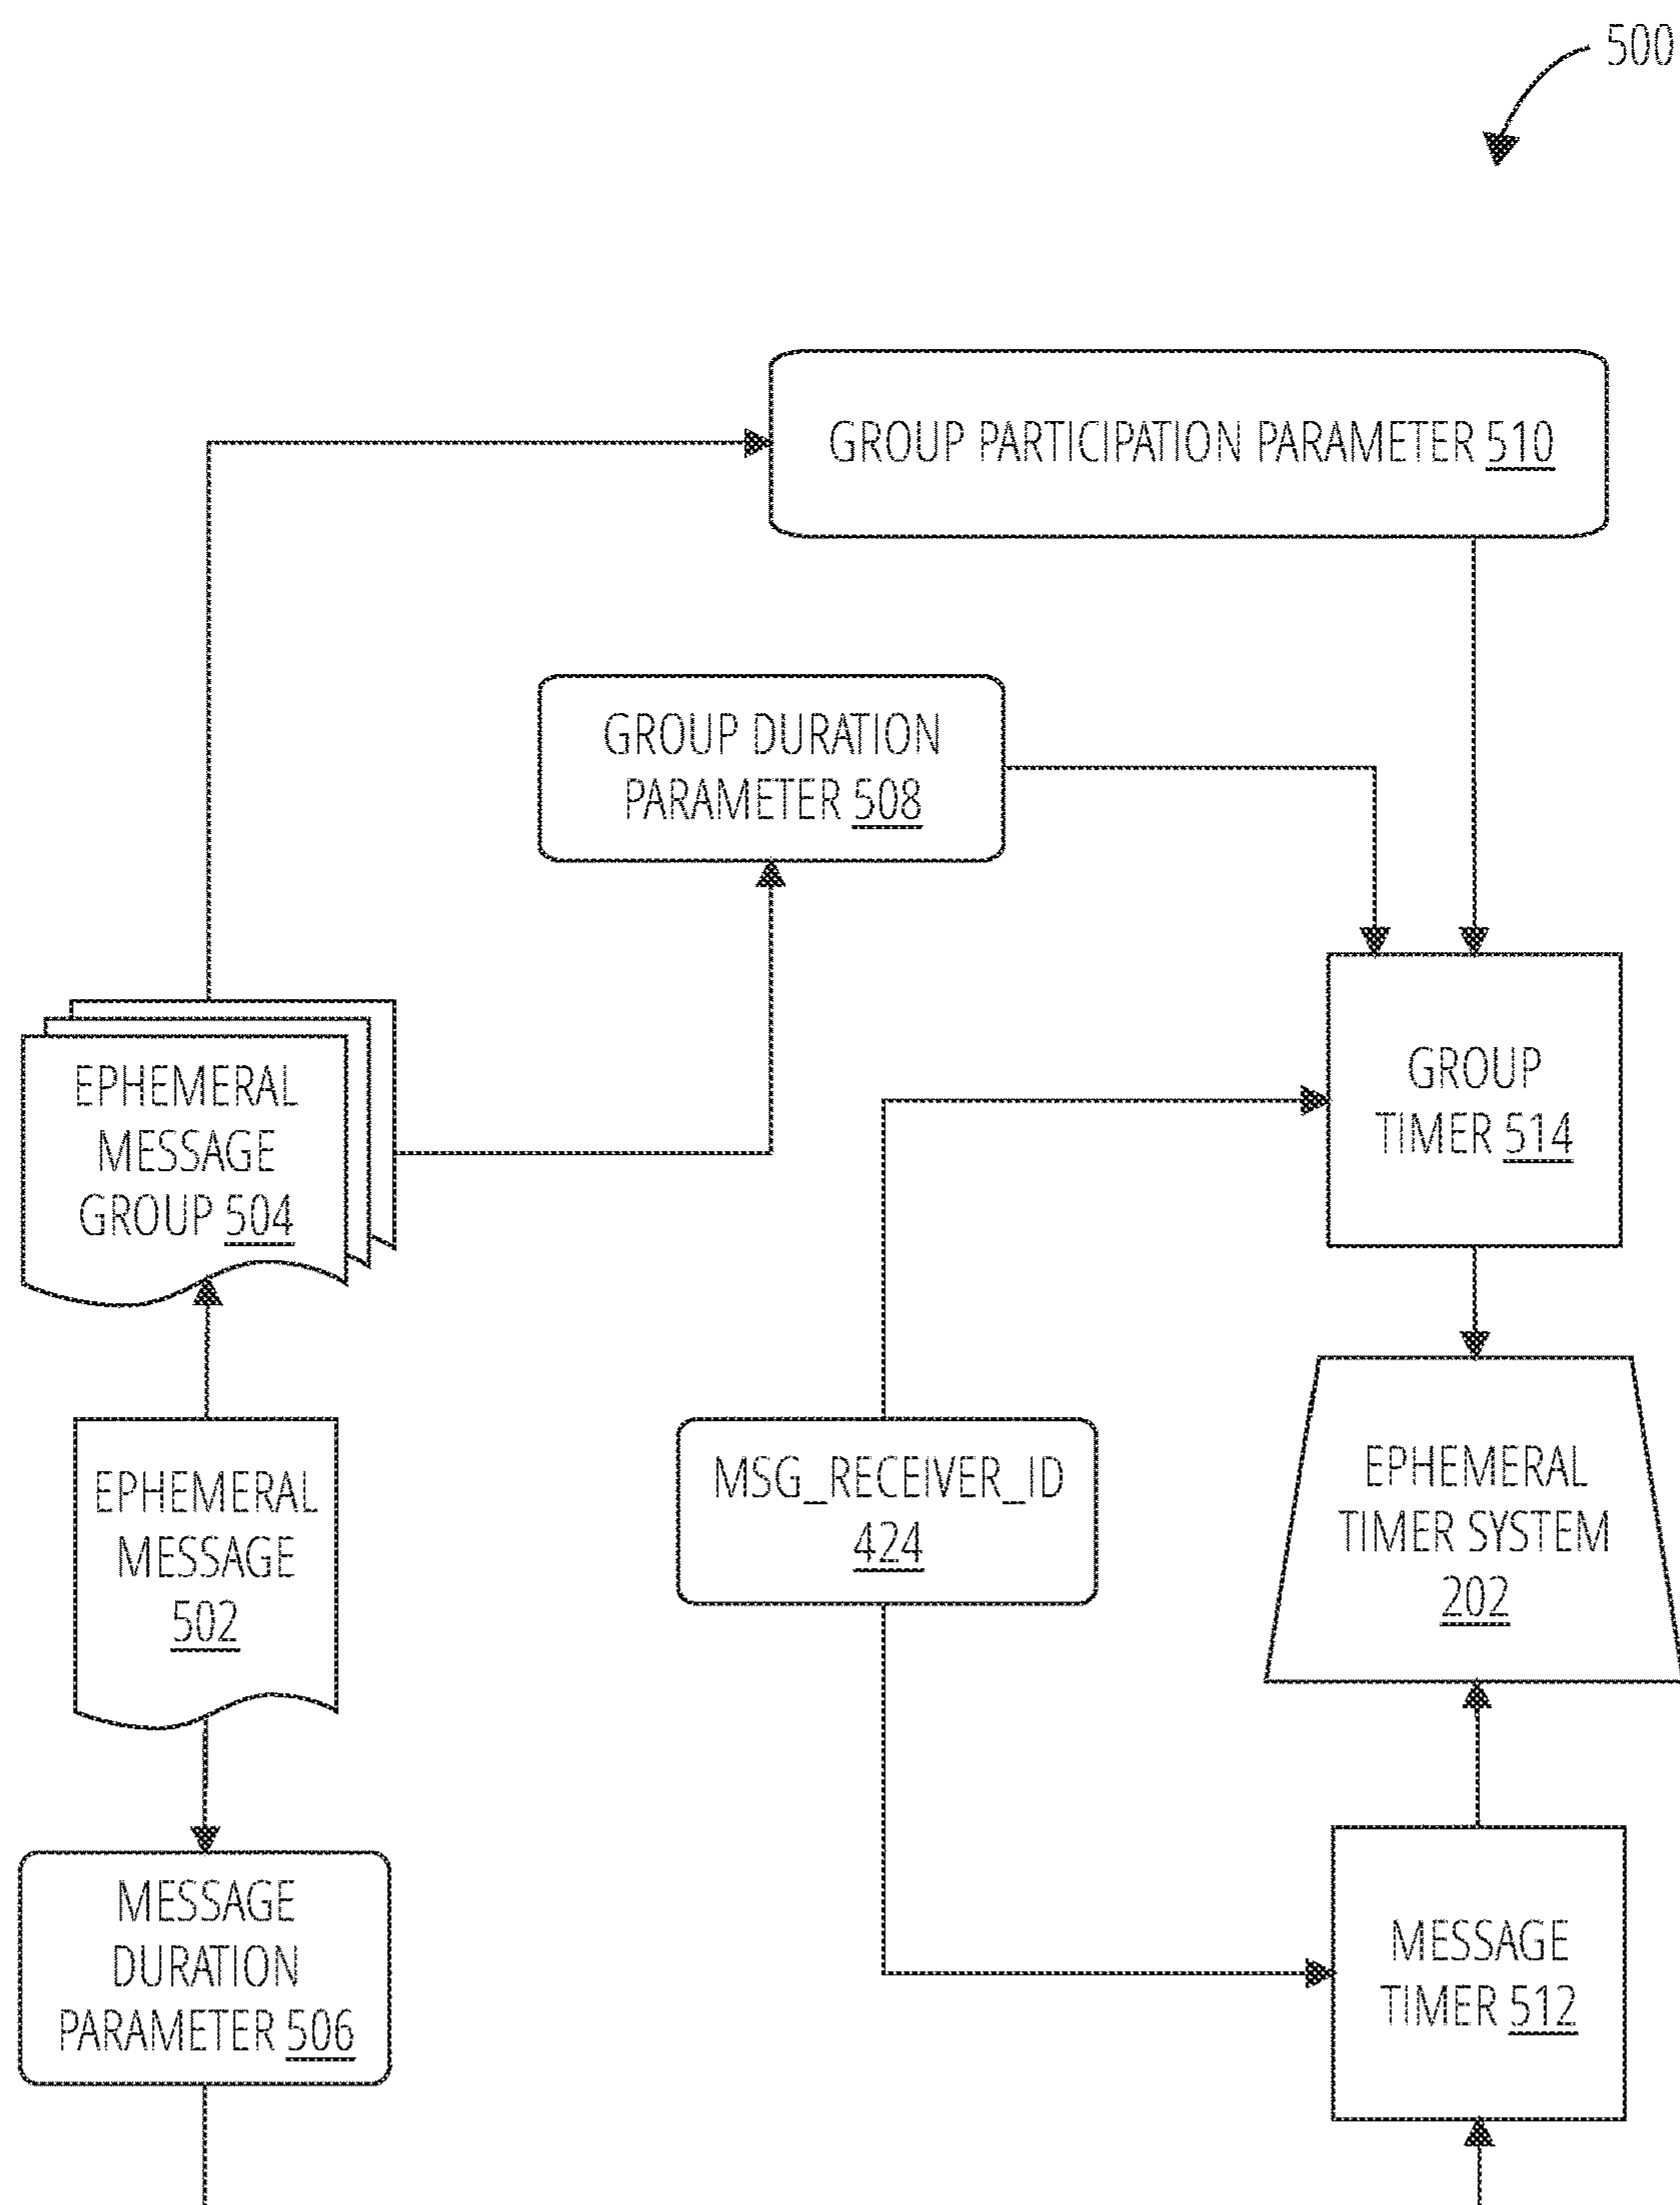 500
GROUP PARTICIPATION PARAMETER 510
GROUP DURATION
PARAMETER 508
EPHEMERAL
MESSAGE
GROUP 504
GROUP
TIMER 514
EPHEMERAL
MESSAGE
502
MSG_RECEIVER_ID
424
EPHEMERAL
TIMER SYSTEM
202
MESSAGE
DURATION
PARAMETER 506
MESSAGE
TIMER 512